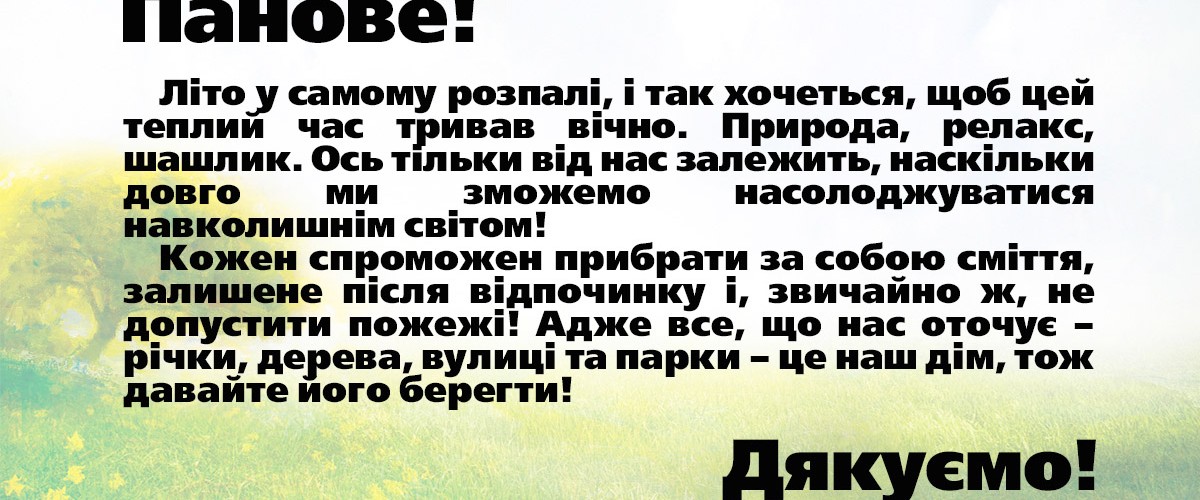 Панове!
Літо у самому розпалі, і так хочеться, щоб цей
теплий час тривав вічно. Природа, релакс,
шашлик. Ось тільки від нас залежить, наскільки
довго ми зможемо насолоджуватися
навколишнім світом!
Кожен спроможен прибрати за собою сміття,
залишене після відпочинку і, звичайно ж, не
допустити пожежі! Адже все, що нас оточує –
річки, дерева, вулиці та парки – це наш дім, тож
давайте його берегти!
Дякуємо!